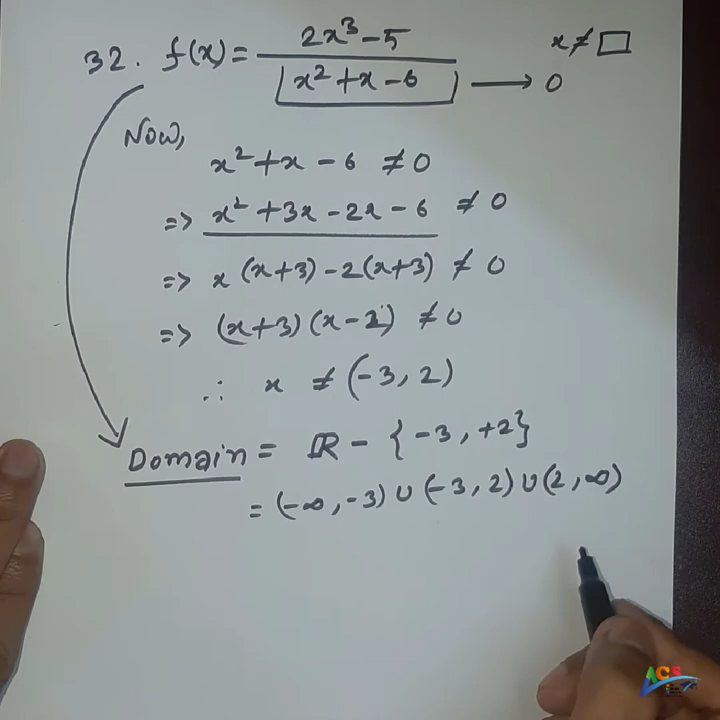 32. f(x) = (2x³ - 5) / (x² + x - 6) → 0 x ≠ □
Now,
x² + x - 6 ≠ 0
=> x² + 3x - 2x - 6 ≠ 0
=> x (x+3) - 2(x+3) ≠ 0
=> (x+3) (x-2) ≠ 0
∴ x ≠ (-3, 2)
Domain = ℝ - {-3, +2}
= (-∞, -3) ∪ (-3, 2) ∪ (2, ∞)
ACS